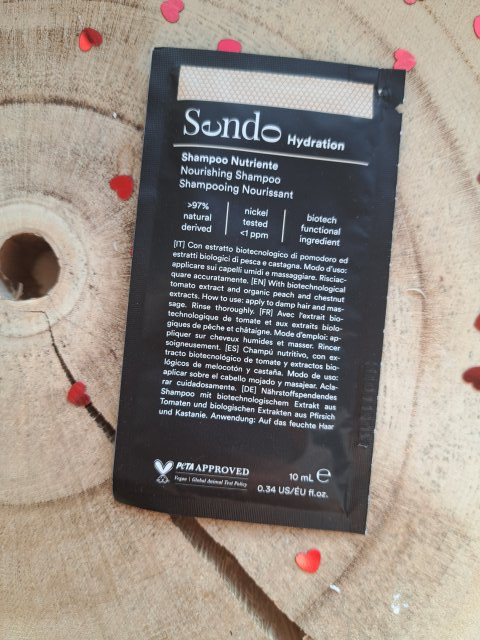 Sendo Hydration
Shampoo Nutriente
Nourishing Shampoo
Shampooing Nourissant
>97%
natural
derived
nickel
tested
<1 ppm
biotech
functional
ingredient
[IT] Con estratto biotecnologico di pomodoro ed
estratti biologici di pesca e castagna. Modo d'uso:
applicare sui capelli umidi e massaggiare. Risciac-
quare accuratamente. [EN] With biotechnological
tomato extract and organic peach and chestnut
extracts. How to use: apply to damp hair and mas-
sage. Rinse thoroughly. [FR] Avec l'extrait bio-
technologique de tomate et aux extraits biolo-
giques de pêche et châtaigne. Mode d'emploi: ap-
pliquer sur cheveux humides et masser. Rincer
soigneusement. [ES] Champú nutritivo, con ex-
tracto biotecnológico de tomate y extractos bio-
lógicos de melocotón y castaña. Modo de uso:
aplicar sobre el cabello mojado y masajear. Acla-
rar cuidadosamente. [DE] Nährstoffspendendes
Shampoo mit biotechnologischem Extrakt aus
Tomaten und biologischen Extrakten aus Pfirsich
und Kastanie. Anwendung: Auf das feuchte Haar
PETA APPROVED
Vegan | Global Animal Test Policy
10 mL e
0.34 US/EU fl.oz.